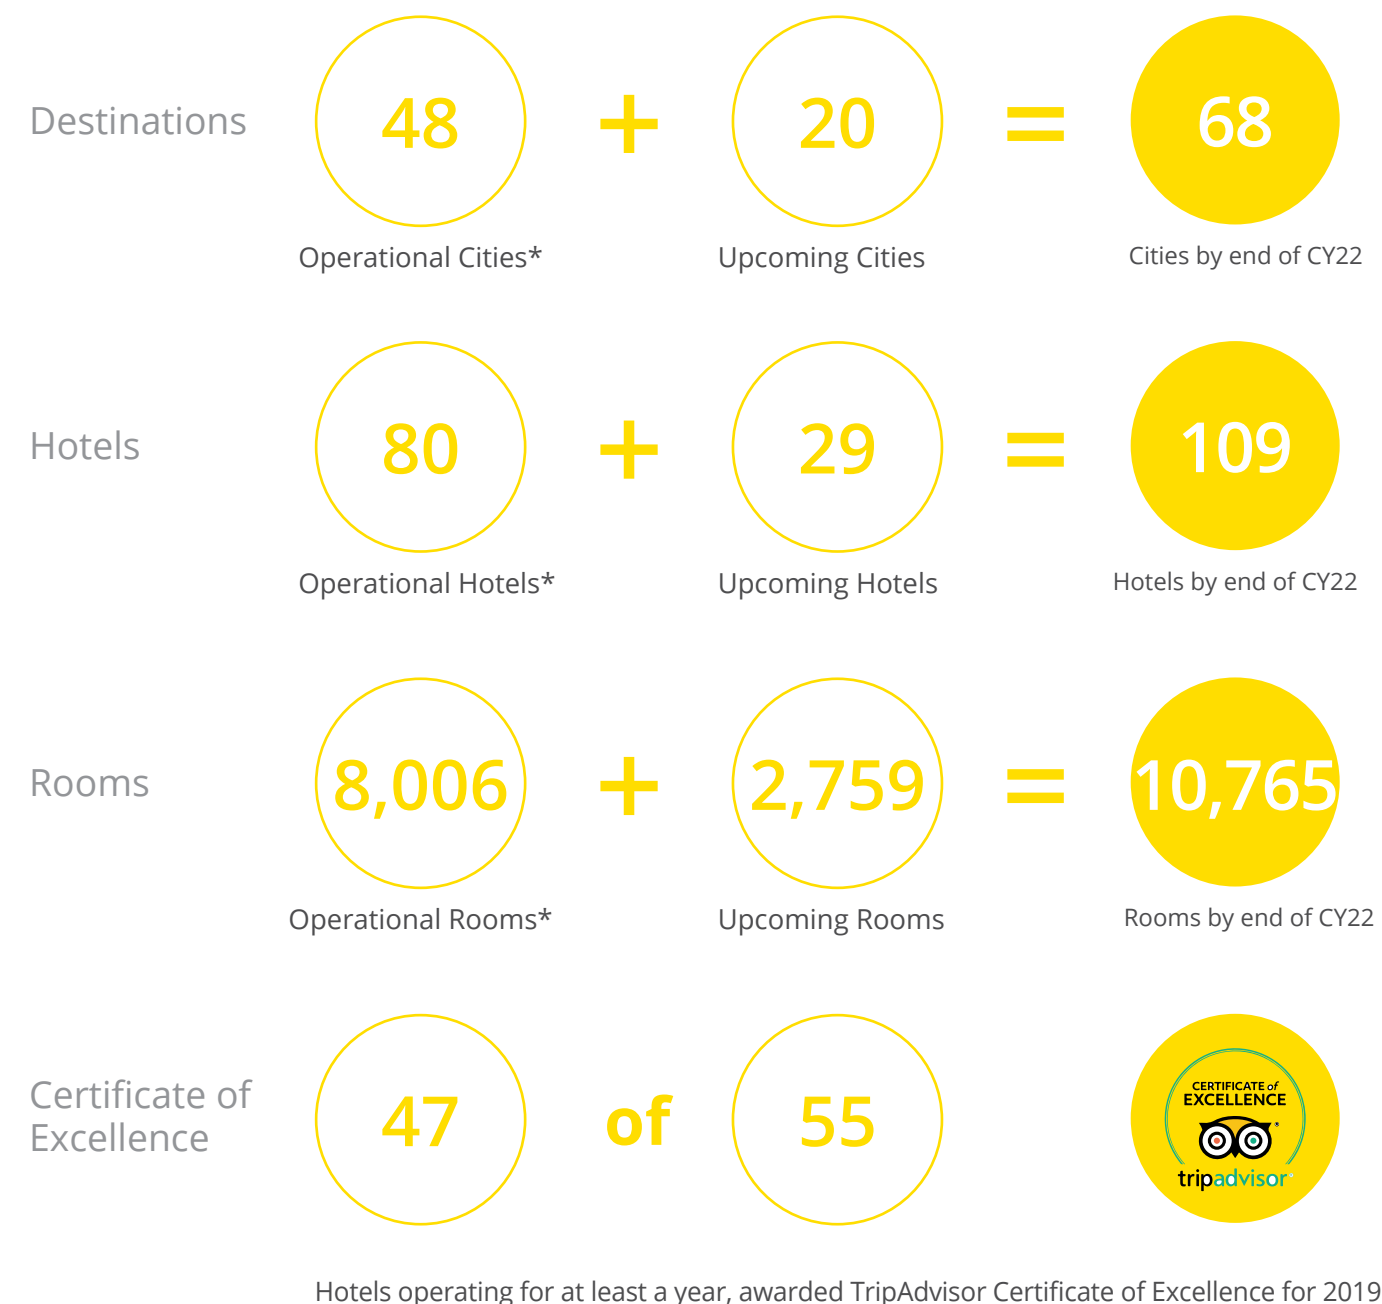 Destinations
48 + 20 = 68
Operational Cities* Upcoming Cities Cities by end of CY22
Hotels
80 + 29 = 109
Operational Hotels* Upcoming Hotels Hotels by end of CY22
Rooms
8,006 + 2,759 = 10,765
Operational Rooms* Upcoming Rooms Rooms by end of CY22
Certificate of
Excellence
47 of 55
CERTIFICATE of
EXCELLENCE
tripadvisor
Hotels operating for at least a year, awarded TripAdvisor Certificate of Excellence for 2019